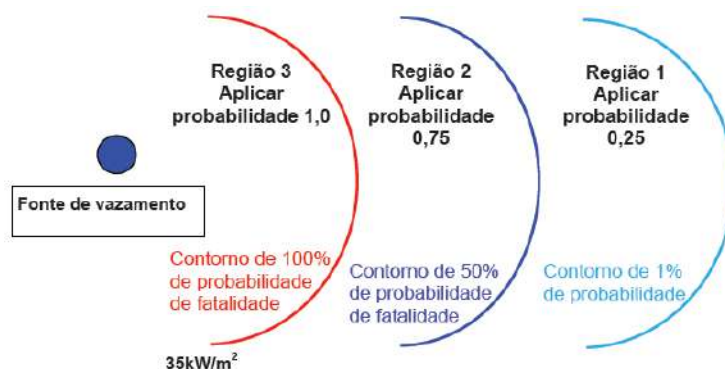 Região 3
Aplicar
probabilidade 1,0
Região 2
Aplicar
probabilidade
0,75
Região 1
Aplicar
probabilidade
0,25
Fonte de vazamento
Contorno de 100%
de probabilidade
de fatalidade
Contorno de 50%
de probabilidade
de fatalidade
Contorno de 1%
de probabilidade
35kW/m²